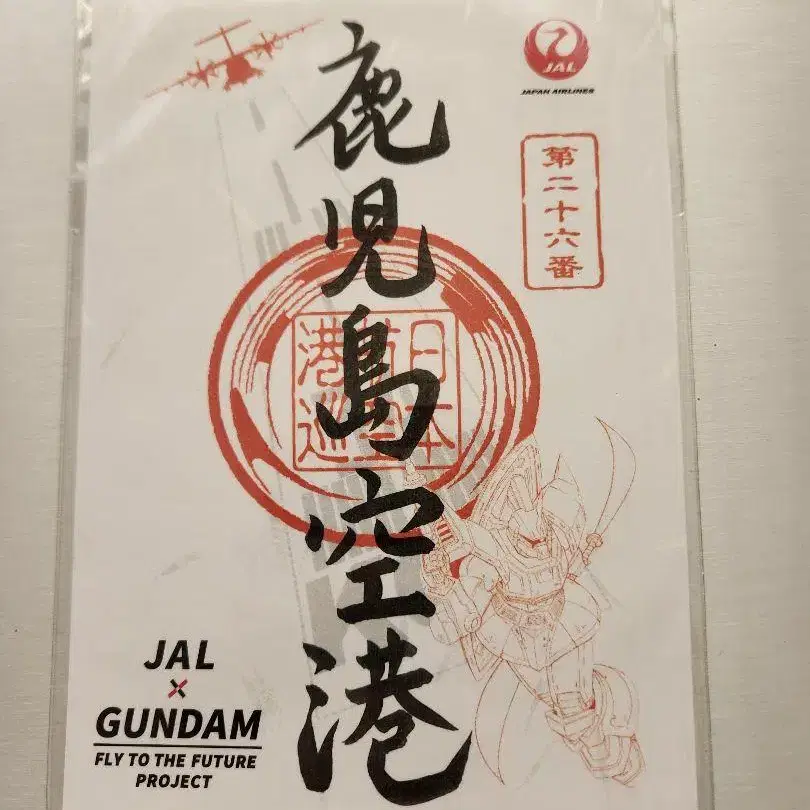 鹿児島空港
JAL
JAPAN AIRLINES
第二十六番
日本
港巡
JAL
×
GUNDAM
FLY TO THE FUTURE
PROJECT